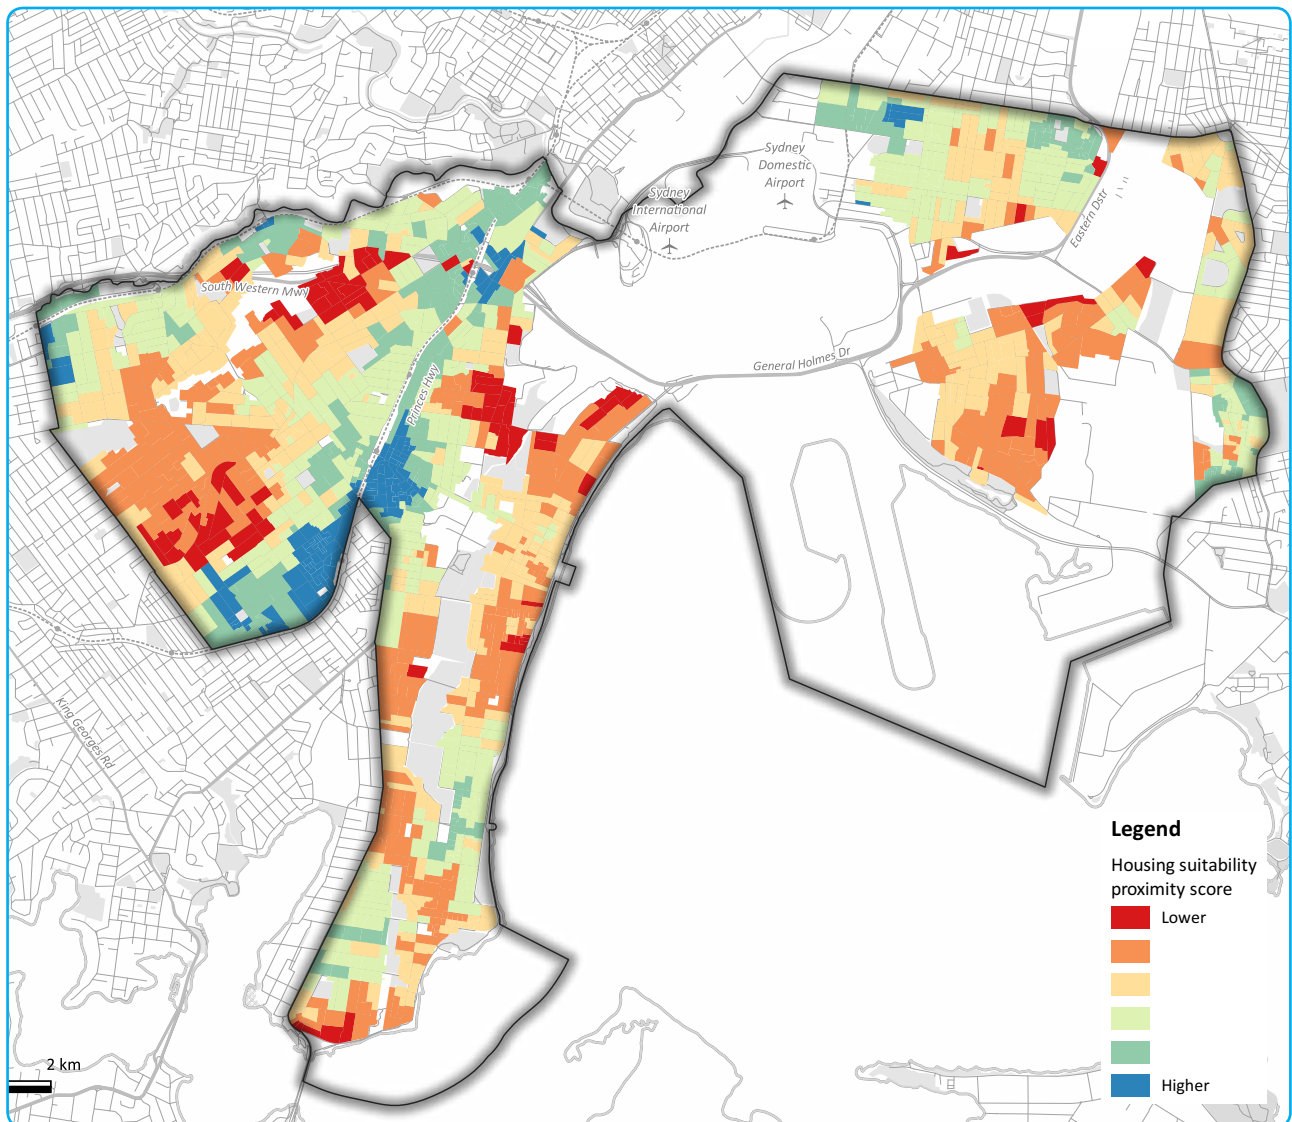 Sydney
Domestic
Airport
Sydney
International
Airport
Eastern Dstr
South Western Mwy
General Holmes Dr
Princes Hwy
King Georges Rd
Legend
Housing suitability
proximity score
Lower
Higher
2 km